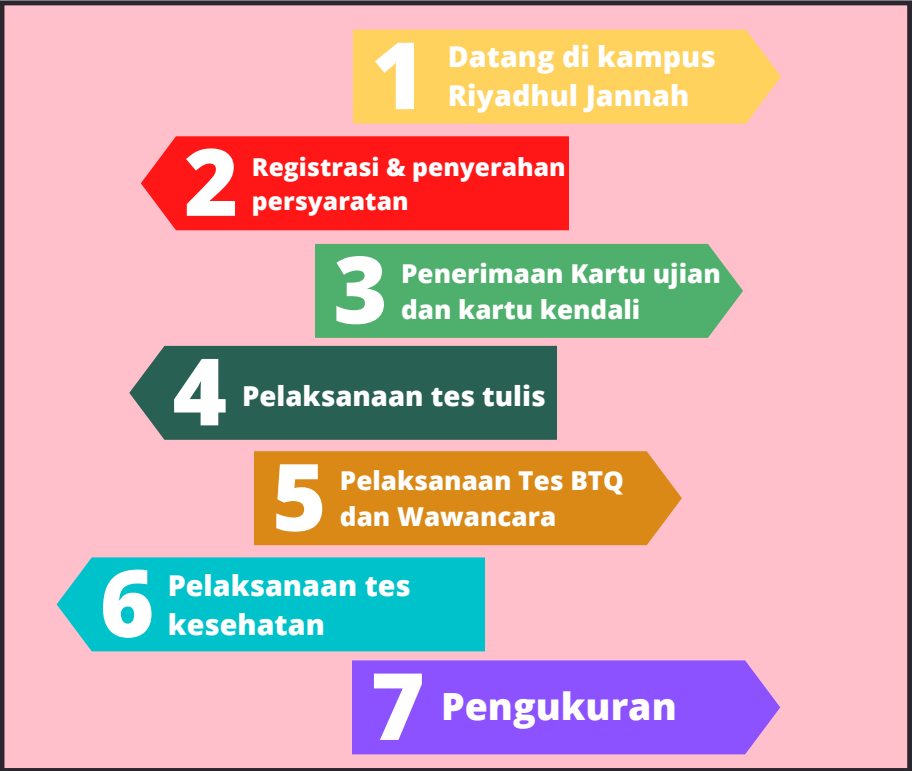 1 Datang di kampus
Riyadhul Jannah
2 Registrasi & penyerahan
persyaratan
3 Penerimaan Kartu ujian
dan kartu kendali
4 Pelaksanaan tes tulis
5 Pelaksanaan Tes BTQ
dan Wawancara
6 Pelaksanaan tes
kesehatan
7 Pengukuran